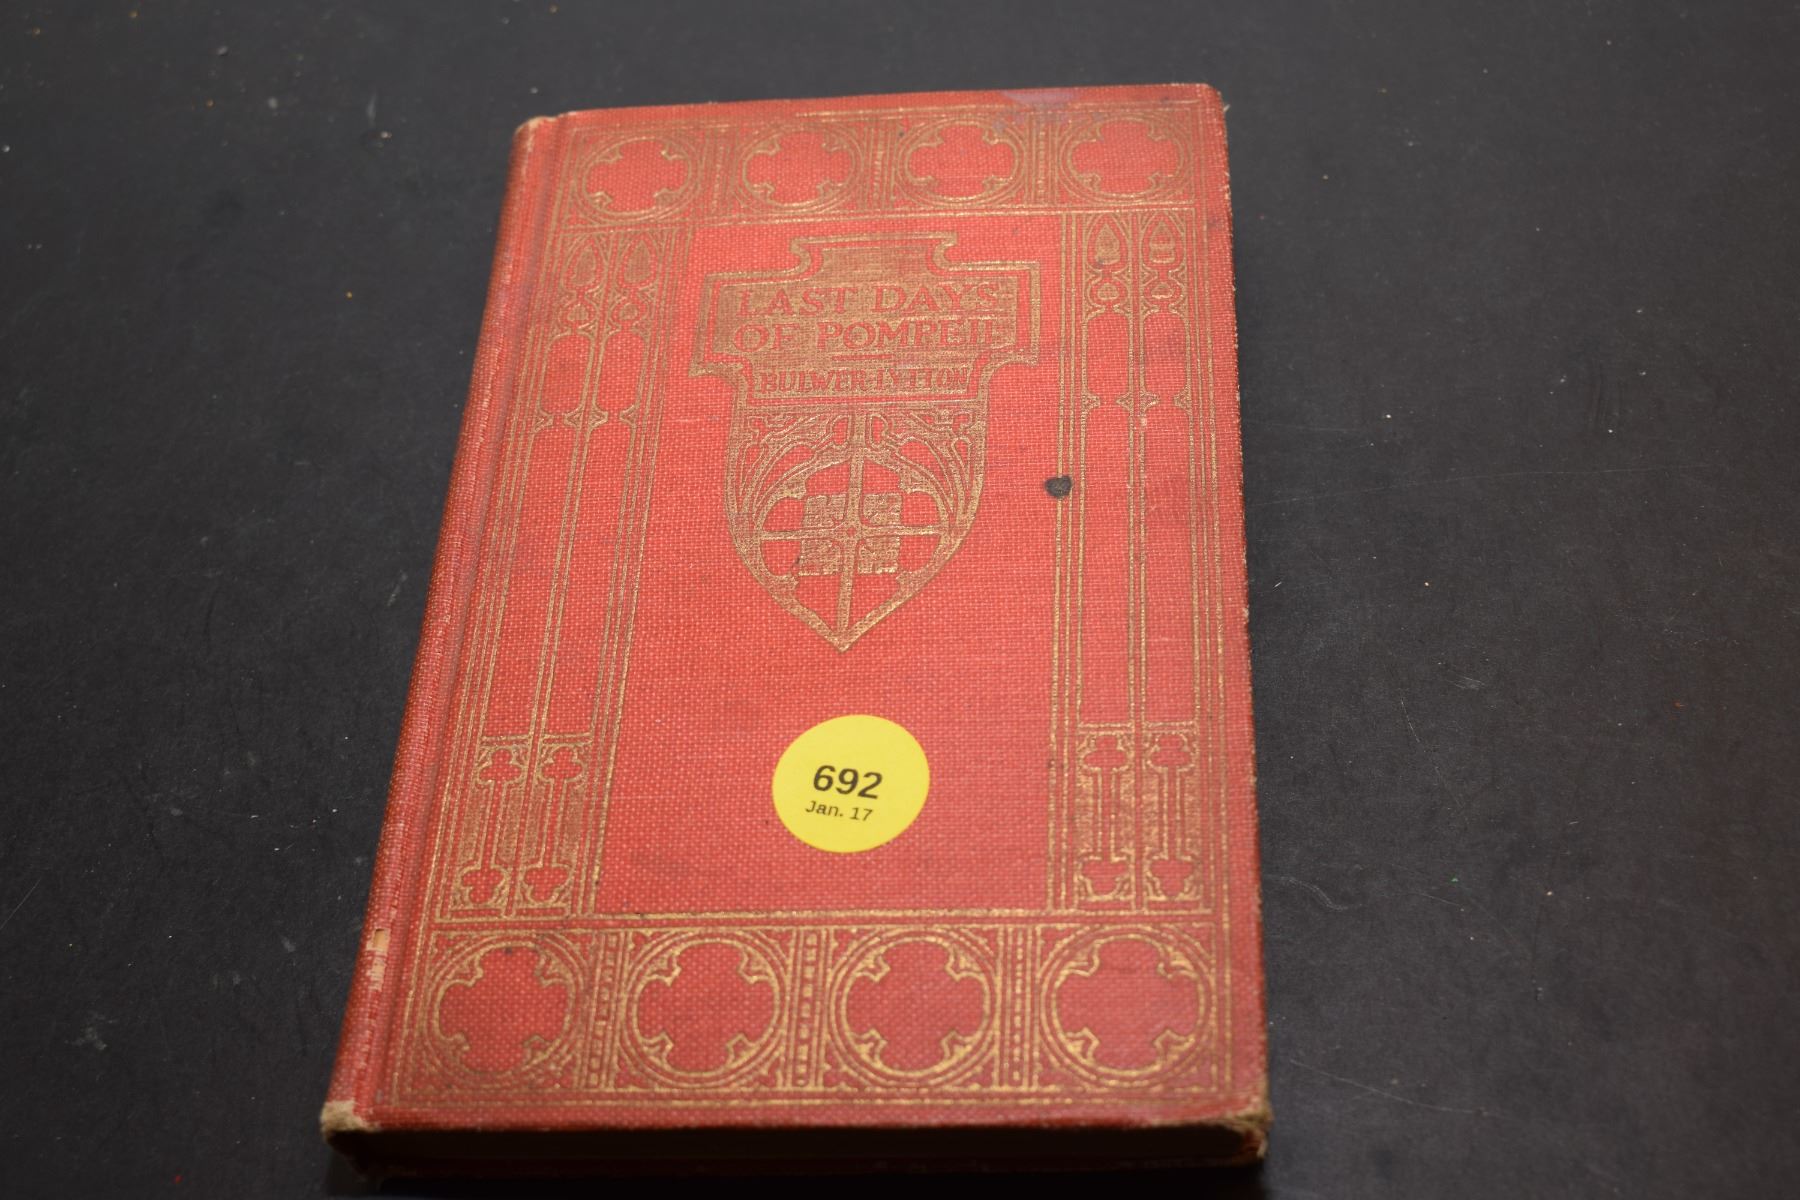 LAST DAYS
OF POMPEII
BULWER-LYTTON
692
Jan. 17